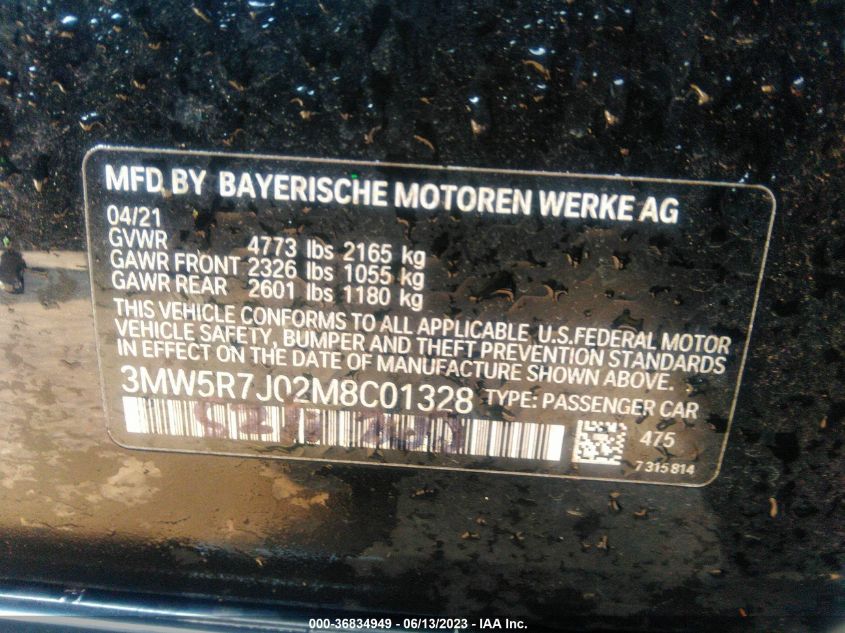 MFD. BY BAYERISCHE MOTOREN WERKE AG
04/21
GVWR 4773 lbs 2165 kg
GAWR FRONT 2326 lbs 1055 kg
GAWR REAR 2601 lbs 1180 kg
THIS VEHICLE CONFORMS TO ALL APPLICABLE U.S.FEDERAL MOTOR
VEHICLE SAFETY, BUMPER AND THEFT PREVENTION STANDARDS
IN EFFECT ON THE DATE OF MANUFACTURE SHOWN ABOVE.
3MW5R7J02M8C01328 TYPE: PASSENGER CAR
475
7 315 814
000-36834949 - 06/13/2023 - IAA Inc.